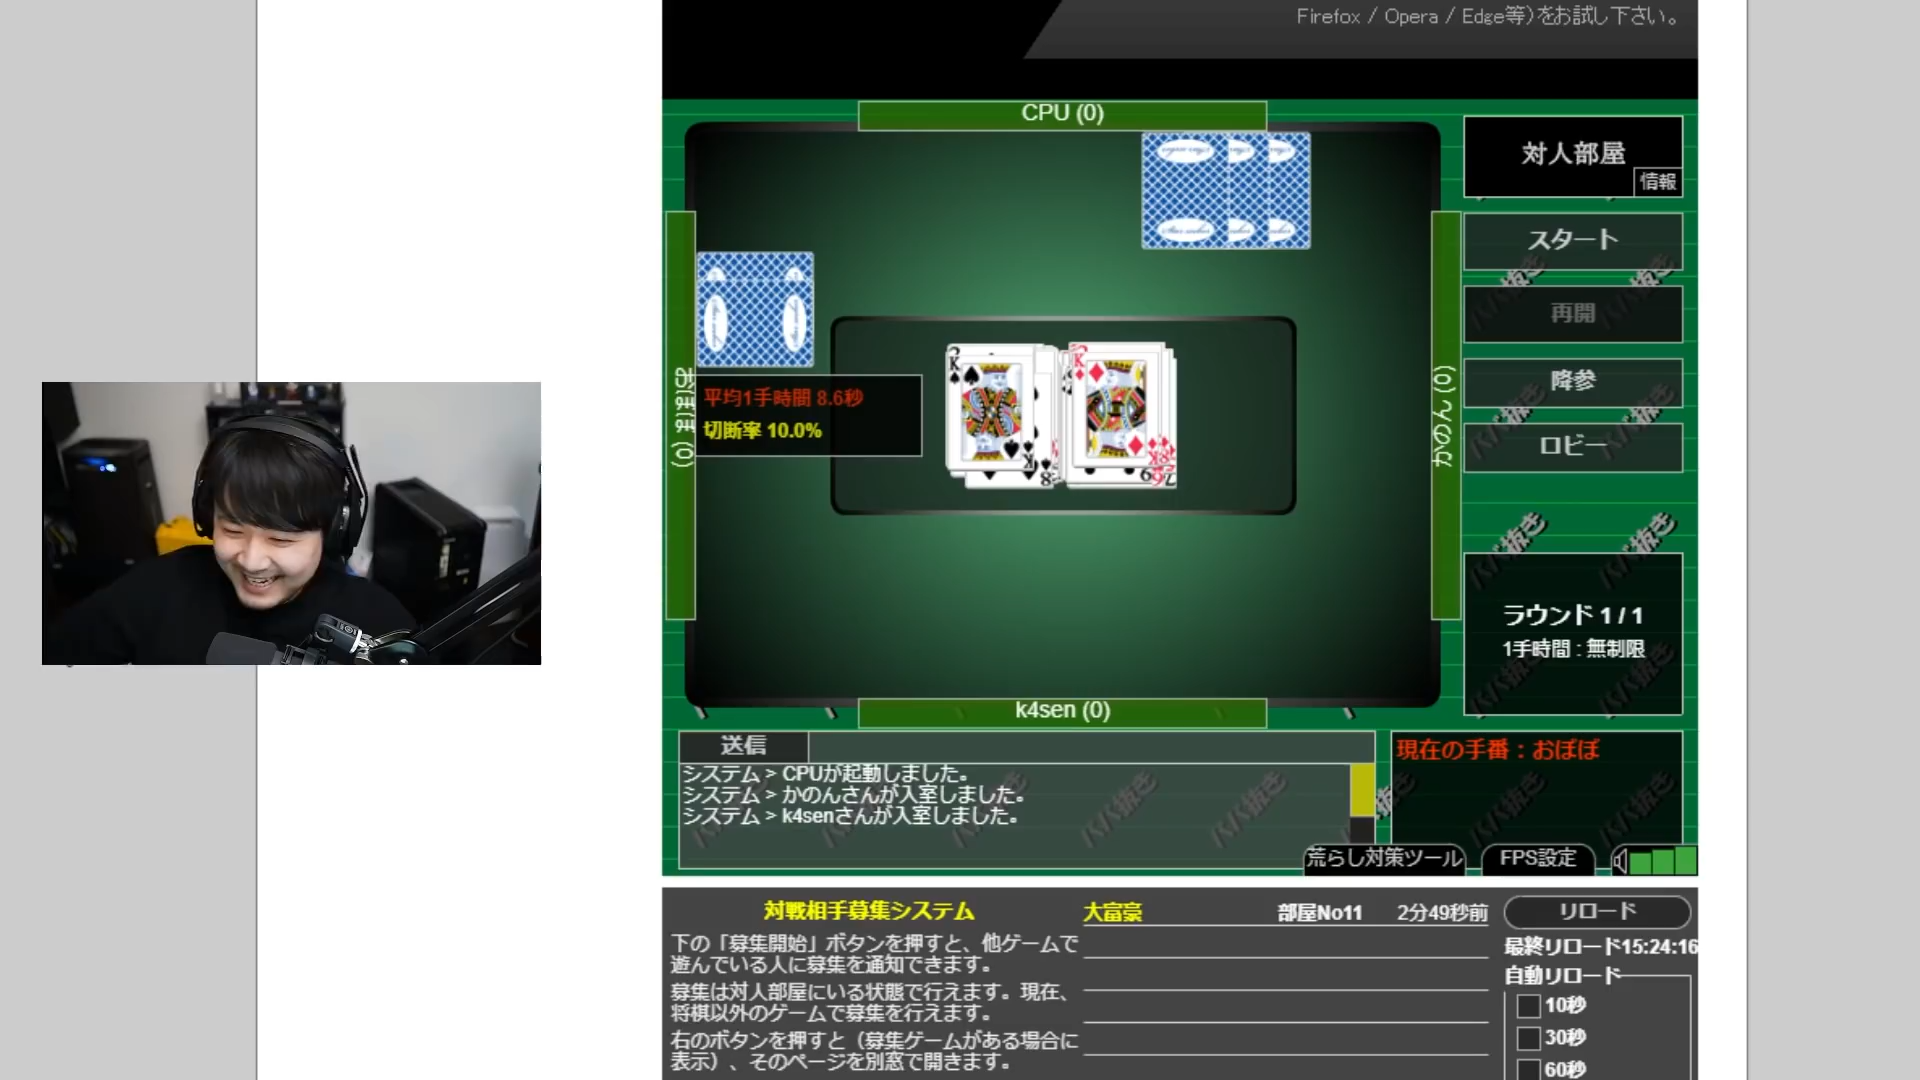 Firefox / Opera / Edge等)をお試し下さい。
CPU (0)
対人部屋
情報
スタート
再開
降参
ロビー
おぼぼ (0)
平均1手時間 8.6秒
切断率 10.0%
かのん (0)
ラウンド 1 / 1
1手時間 : 無制限
k4sen (0)
送信
システム > CPUが起動しました。
システム > かのんさんが入室しました。
システム > k4senさんが入室しました。
現在の手番 : おぼぼ
荒らし対策ツール
FPS設定
対戦相手募集システム
下の「募集開始」ボタンを押すと、他ゲームで
遊んでいる人に募集を通知できます。
募集は対人部屋にいる状態で行えます。現在、
将棋以外のゲームで募集を行えます。
右のボタンを押すと（募集ゲームがある場合に
表示）、そのページを別窓で開きます。
大富豪 部屋No11 2分49秒前
リロード
最終リロード15:24:16
自動リロード
10秒
30秒
60秒
ババ抜き